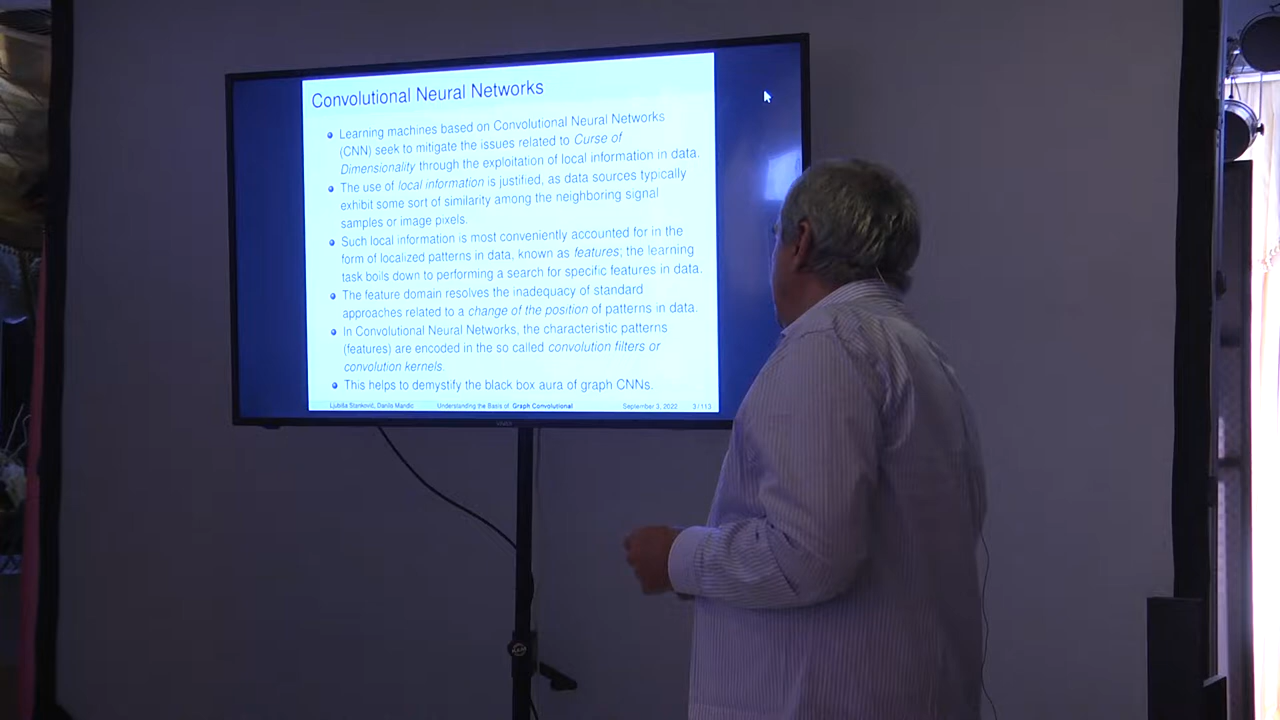 Convolutional Neural Networks
Learning machines based on Convolutional Neural Networks
(CNN) seek to mitigate the issues related to Curse of
Dimensionality through the exploitation of local information in data.
The use of local information is justified, as data sources typically
exhibit some sort of similarity among the neighboring signal
samples or image pixels.
Such local information is most conveniently accounted for in the
form of localized patterns in data, known as features; the learning
task boils down to performing a search for specific features in data.
The feature domain resolves the inadequacy of standard
approaches related to a change of the position of patterns in data.
In Convolutional Neural Networks, the characteristic patterns
(features) are encoded in the so called convolution filters or
convolution kernels.
This helps to demystify the black box aura of graph CNNs.
Ljubiša Stanković, Danilo Mandic Understanding the Basis of Graph Convolutional September 3, 2022 3 / 113